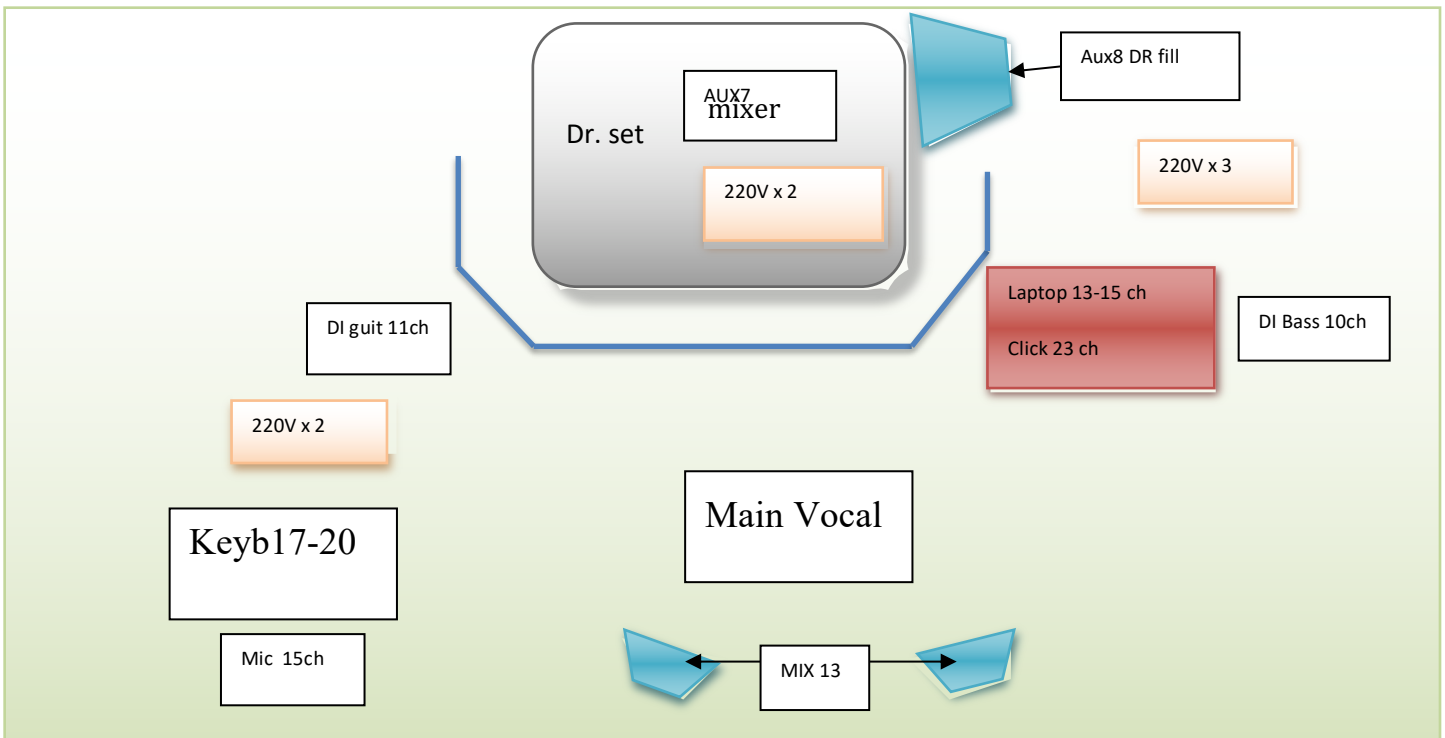 Aux8 DR fill
AUX7
mixer
Dr. set
220V x 3
220V x 2
Laptop 13-15 ch
Click 23 ch
DI Bass 10ch
DI guit 11ch
220V x 2
Main Vocal
Keyb17-20
Mic 15ch
MIX 13